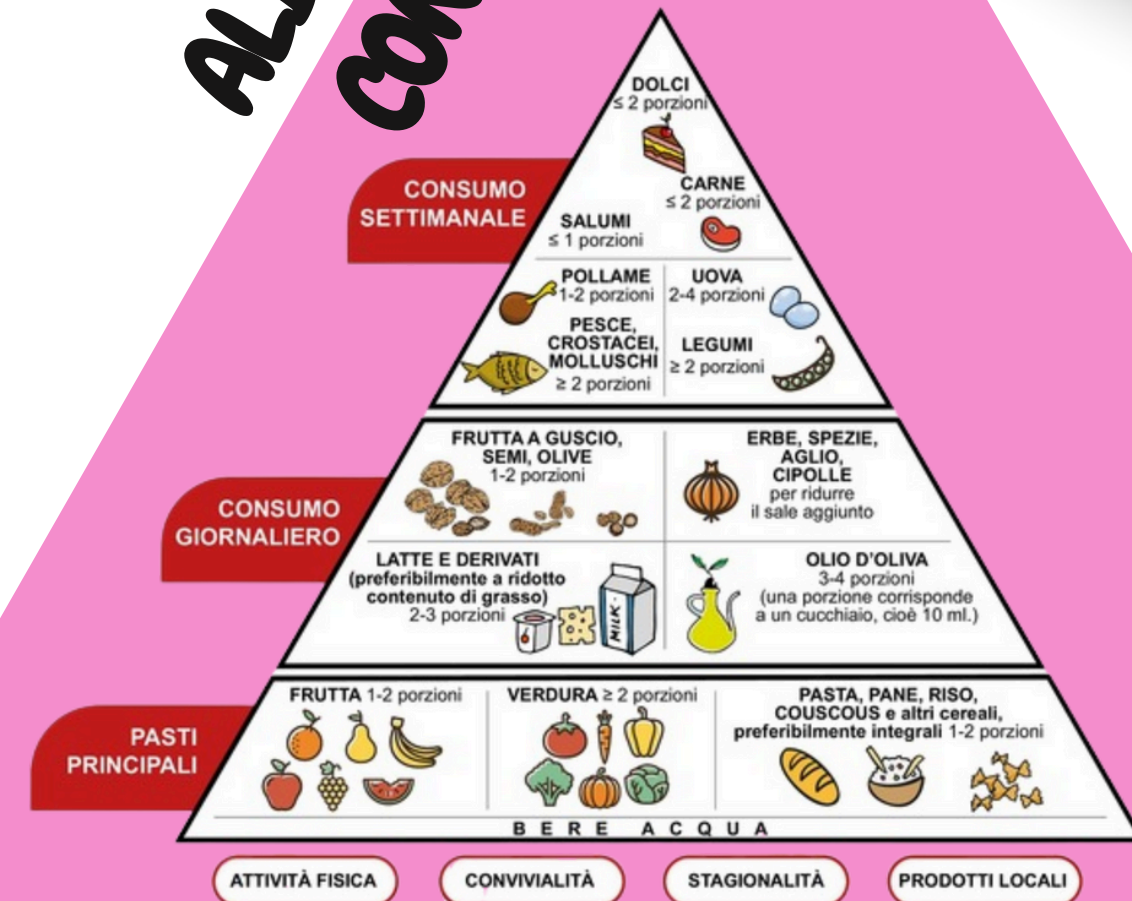 AL
CON
DOLCI
≤ 2 porzioni
CONSUMO
SETTIMANALE
CARNE
≤ 2 porzioni
SALUMI
≤ 1 porzioni
POLLAME
1-2 porzioni
UOVA
2-4 porzioni
PESCE,
CROSTACEI,
MOLLUSCHI
≥ 2 porzioni
LEGUMI
≥ 2 porzioni
CONSUMO
GIORNALIERO
FRUTTA A GUSCIO,
SEMI, OLIVE
1-2 porzioni
ERBE, SPEZIE,
AGLIO,
CIPOLLE
per ridurre
il sale aggiunto
LATTE E DERIVATI
(preferibilmente a ridotto
contenuto di grasso)
2-3 porzioni
MILK
OLIO D'OLIVA
3-4 porzioni
(una porzione corrisponde
a un cucchiaio, cioè 10 ml.)
PASTI
PRINCIPALI
FRUTTA 1-2 porzioni
VERDURA ≥ 2 porzioni
PASTA, PANE, RISO,
COUSCOUS e altri cereali,
preferibilmente integrali 1-2 porzioni
BERE ACQUA
ATTIVITÀ FISICA
CONVIVIALITÀ
STAGIONALITÀ
PRODOTTI LOCALI